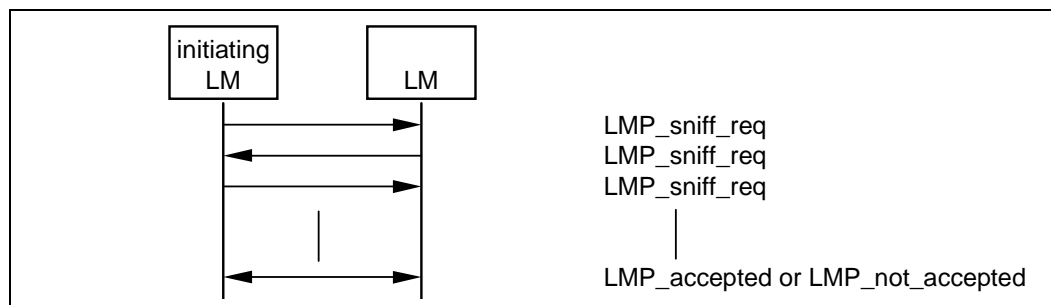 initiating
LM
LM
LMP_sniff_req
LMP_sniff_req
LMP_sniff_req
LMP_accepted or LMP_not_accepted